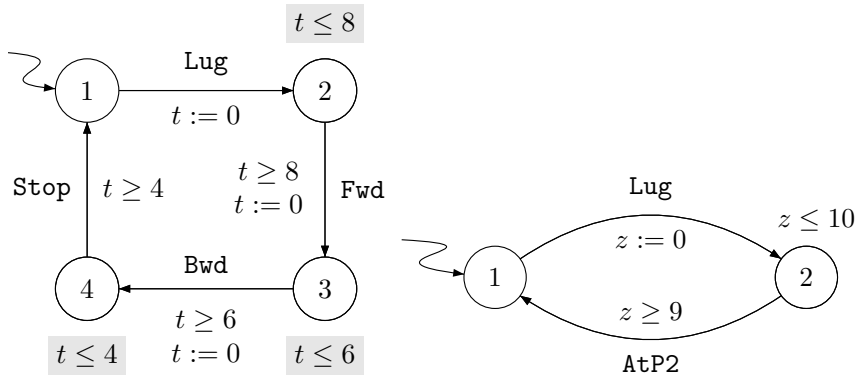 t ≤ 8
Lug
1
2
t := 0
Stop
t ≥ 4
t ≥ 8
t := 0
Fwd
Bwd
4
3
t ≥ 6
t := 0
t ≤ 4
t ≤ 6
Lug
z ≤ 10
z := 0
1
2
z ≥ 9
AtP2